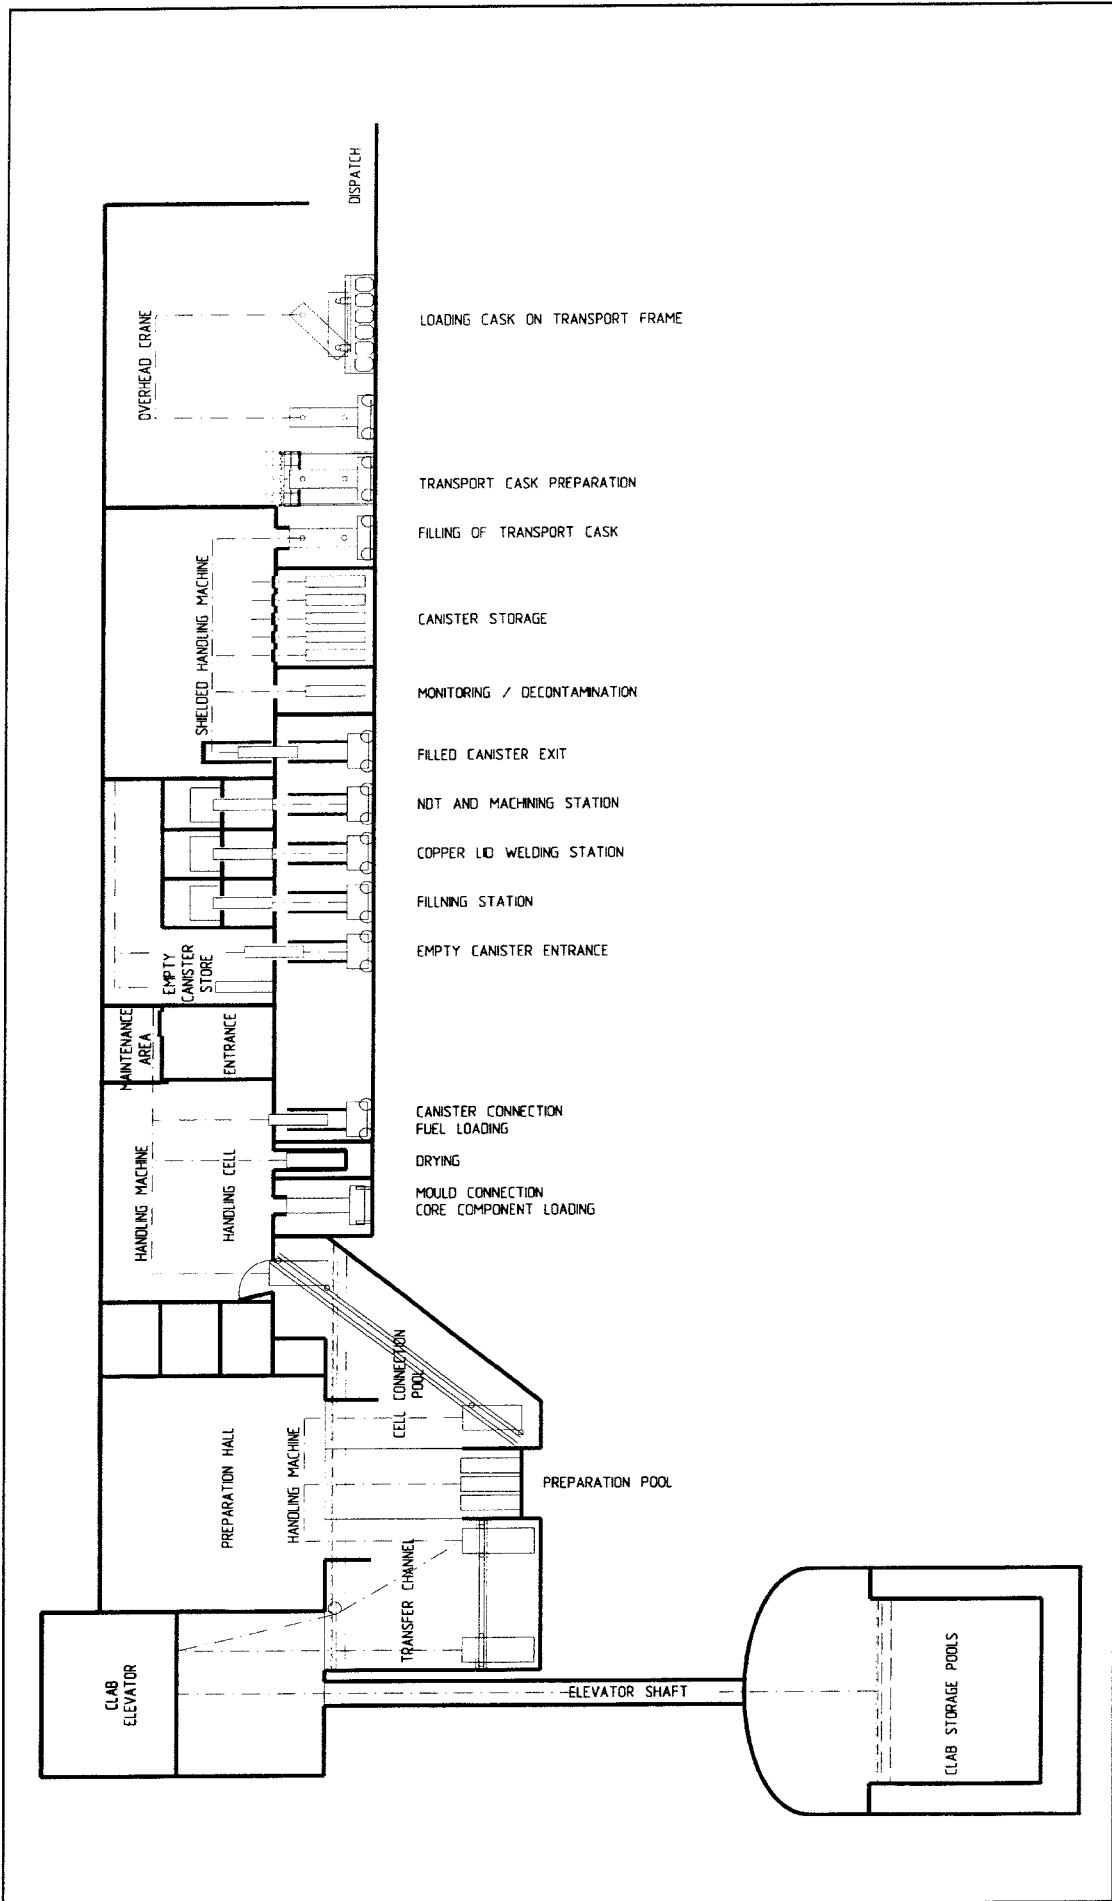 DISPATCH
OVERHEAD CRANE
LOADING CASK ON TRANSPORT FRAME
TRANSPORT CASK PREPARATION
FILLING OF TRANSPORT CASK
SHIELDED HANDLING MACHINE
CANISTER STORAGE
MONITORING / DECONTAMINATION
FILLED CANISTER EXIT
NDT AND MACHINING STATION
COPPER LID WELDING STATION
FILLNING STATION
EMPTY CANISTER ENTRANCE
EMPTY
CANISTER
STORE
MAINTENANCE
AREA
ENTRANCE
CANISTER CONNECTION
FUEL LOADING
DRYING
MOULD CONNECTION
CORE COMPONENT LOADING
HANDLING MACHINE
HANDLING CELL
CELL CONNECTION
POOL
PREPARATION HALL
HANDLING MACHINE
PREPARATION POOL
TRANSFER CHANNEL
CLAB
ELEVATOR
ELEVATOR SHAFT
CLAB STORAGE POOLS